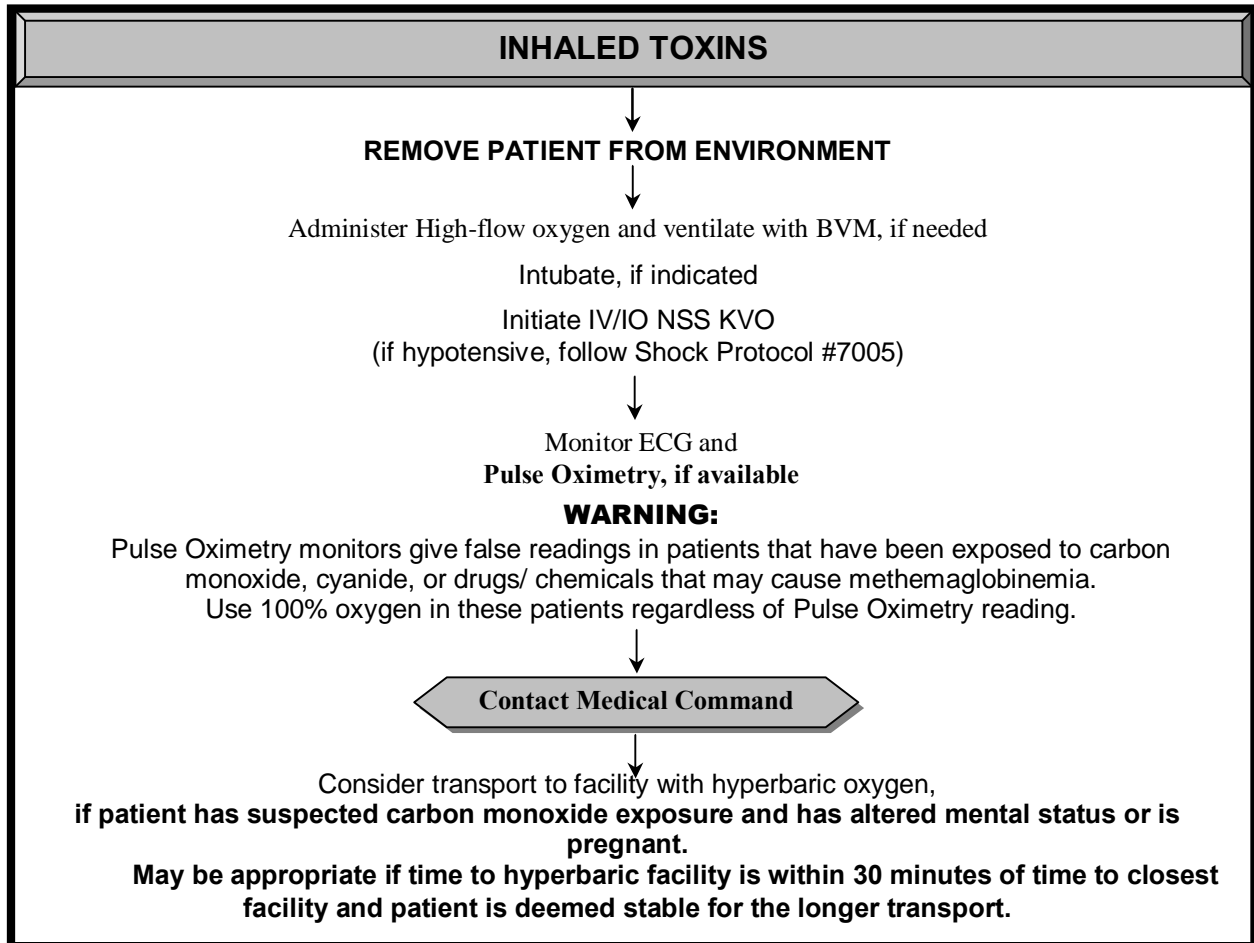 INHALED TOXINS
REMOVE PATIENT FROM ENVIRONMENT
Administer High-flow oxygen and ventilate with BVM, if needed
Intubate, if indicated
Initiate IV/IO NSS KVO
(if hypotensive, follow Shock Protocol #7005)
Monitor ECG and
Pulse Oximetry, if available
WARNING:
Pulse Oximetry monitors give false readings in patients that have been exposed to carbon
monoxide, cyanide, or drugs/ chemicals that may cause methemaglobinemia.
Use 100% oxygen in these patients regardless of Pulse Oximetry reading.
Contact Medical Command
Consider transport to facility with hyperbaric oxygen,
if patient has suspected carbon monoxide exposure and has altered mental status or is
pregnant.
May be appropriate if time to hyperbaric facility is within 30 minutes of time to closest
facility and patient is deemed stable for the longer transport.